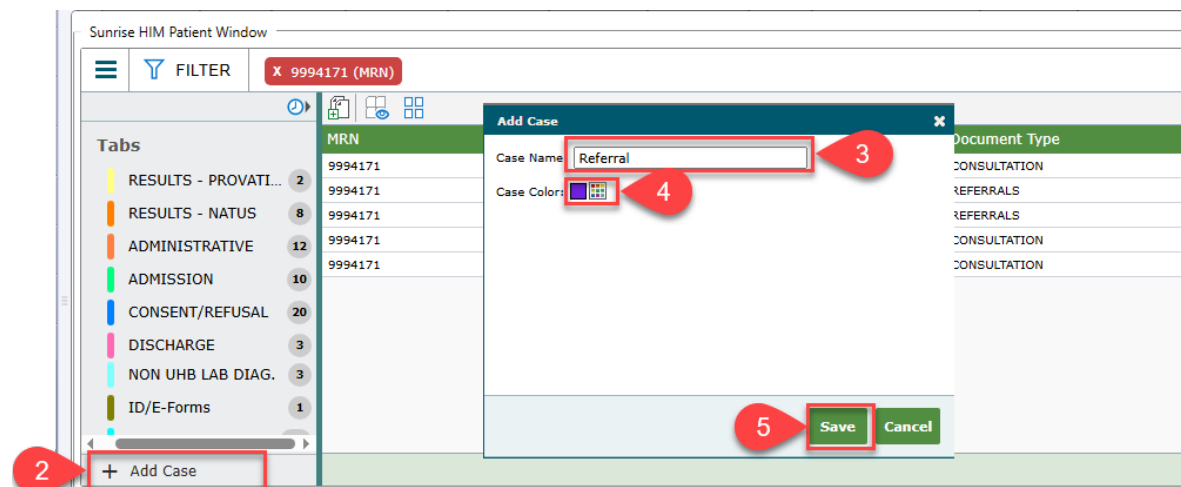 Sunrise HIM Patient Window
FILTER
X 9994171 (MRN)
Tabs
RESULTS - PROVATI... 2
RESULTS - NATUS 8
ADMINISTRATIVE 12
ADMISSION 10
CONSENT/REFUSAL 20
DISCHARGE 3
NON UHB LAB DIAG. 3
ID/E-Forms 1
2
+ Add Case
MRN
9994171
9994171
9994171
9994171
9994171
Add Case
Case Name: Referral
3
Case Color:
4
5
Save
Cancel
Document Type
CONSULTATION
REFERRALS
REFERRALS
CONSULTATION
CONSULTATION